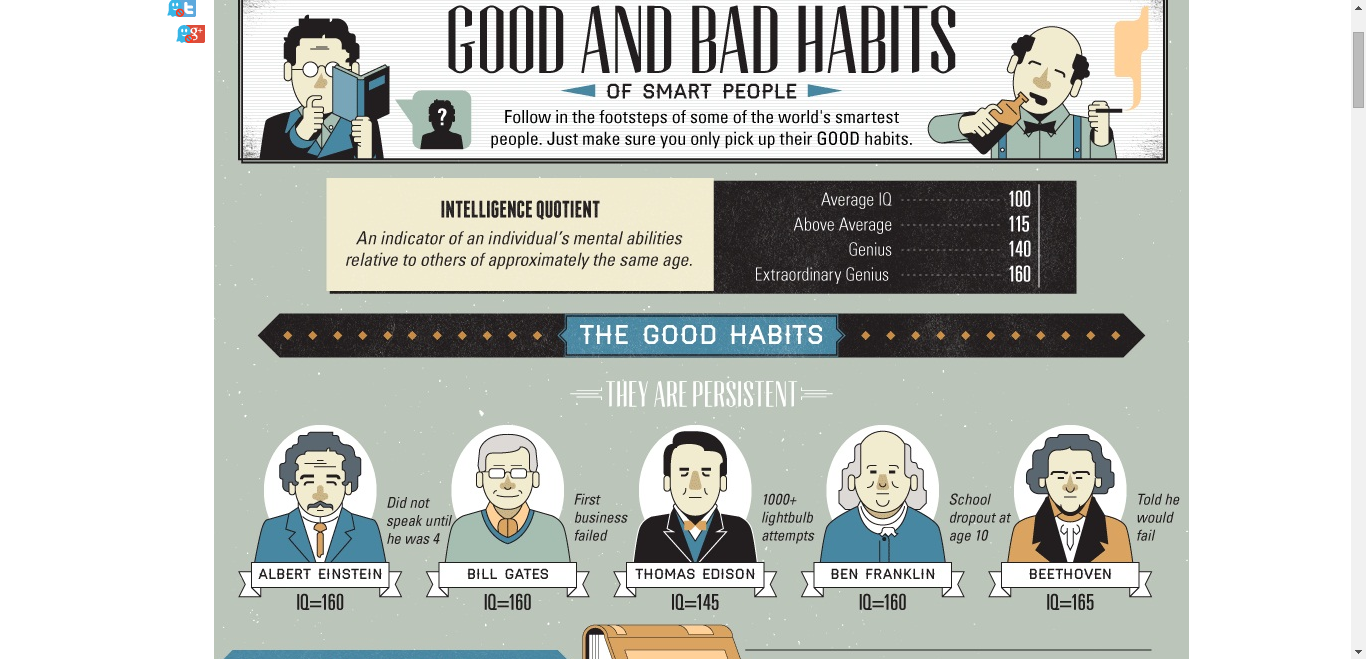 GOOD AND BAD HABITS
OF SMART PEOPLE
Follow in the footsteps of some of the world's smartest
people. Just make sure you only pick up their GOOD habits.
?
INTELLIGENCE QUOTIENT
An indicator of an individual's mental abilities
relative to others of approximately the same age.
Average IQ 100
Above Average 115
Genius 140
Extraordinary Genius 160
THE GOOD HABITS
THEY ARE PERSISTENT
Did not
speak until
he was 4
ALBERT EINSTEIN
IQ=160
First
business
failed
BILL GATES
IQ=160
1000+
lightbulb
attempts
THOMAS EDISON
IQ=145
School
dropout at
age 10
BEN FRANKLIN
IQ=160
Told he
would
fail
BEETHOVEN
IQ=165